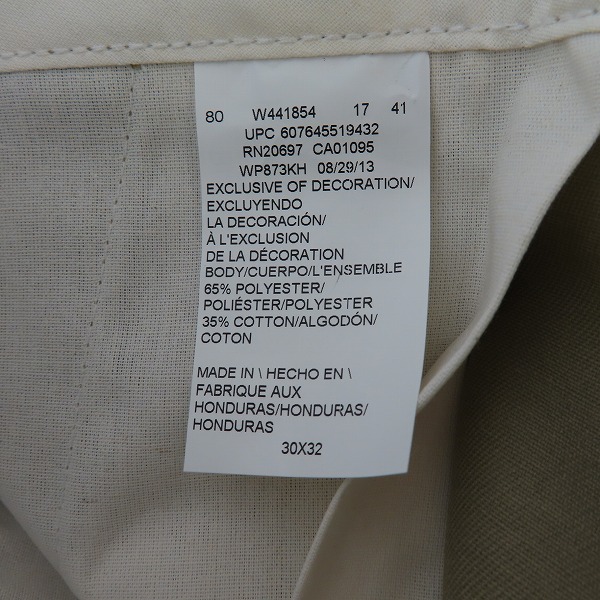 80 W441854 17 41
UPC 607645519432
RN20697 CA01095
WP873KH 08/29/13
EXCLUSIVE OF DECORATION/
EXCLUYENDO
LA DECORACIÓN/
À L'EXCLUSION
DE LA DÉCORATION
BODY/CUERPO/L'ENSEMBLE
65% POLYESTER/
POLIÉSTER/POLYESTER
35% COTTON/ALGODÓN/
COTON
MADE IN \ HECHO EN \
FABRIQUE AUX
HONDURAS/HONDURAS/
HONDURAS
30X32